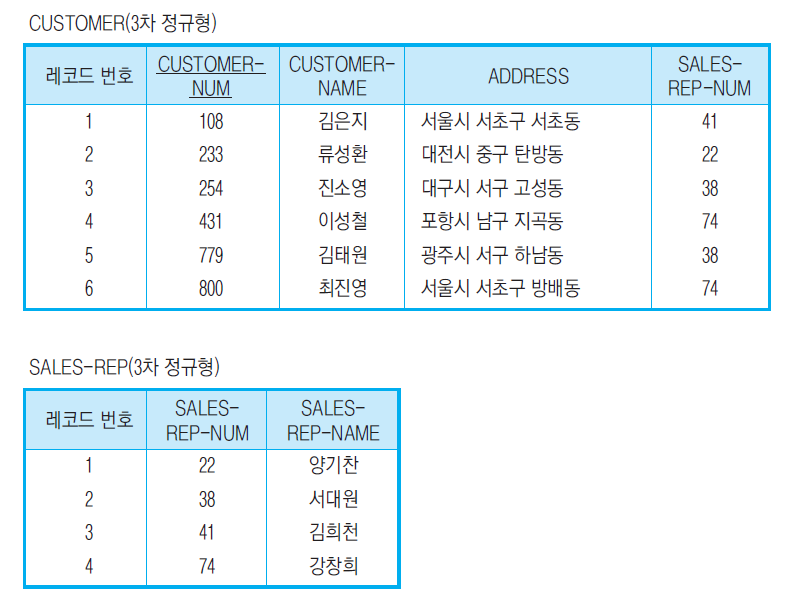 CUSTOMER(3차 정규형)
레코드 번호 CUSTOMER-NUM CUSTOMER-NAME ADDRESS SALES-REP-NUM
1 108 김은지 서울시 서초구 서초동 41
2 233 류성환 대전시 중구 탄방동 22
3 254 진소영 대구시 서구 고성동 38
4 431 이성철 포항시 남구 지곡동 74
5 779 김태원 광주시 서구 하남동 38
6 800 최진영 서울시 서초구 방배동 74
SALES-REP(3차 정규형)
레코드 번호 SALES-REP-NUM SALES-REP-NAME
1 22 양기찬
2 38 서대원
3 41 김희천
4 74 강창희